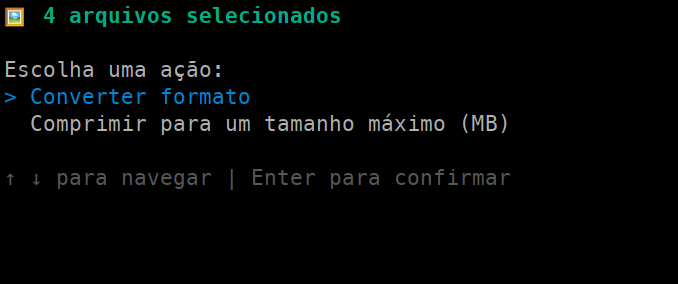 🖼️ 4 arquivos selecionados
Escolha uma ação:
> Converter formato
Comprimir para um tamanho máximo (MB)
↑ ↓ para navegar | Enter para confirmar